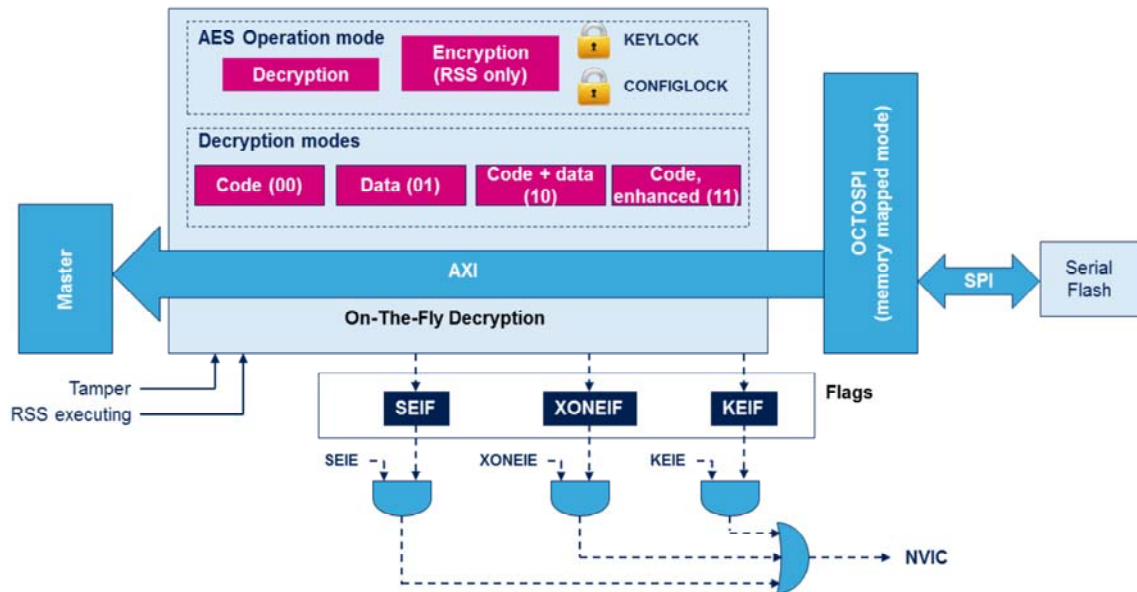 AES Operation mode
Decryption
Encryption
(RSS only)
KEYLOCK
CONFIGLOCK
Decryption modes
Code (00)
Data (01)
Code + data
(10)
Code,
enhanced (11)
Master
AXI
OCTOSPI
(memory mapped mode)
SPI
Serial
Flash
On-The-Fly Decryption
Tamper
RSS executing
Flags
SEIF
XONEIF
KEIF
SEIE
XONEIE
KEIE
NVIC